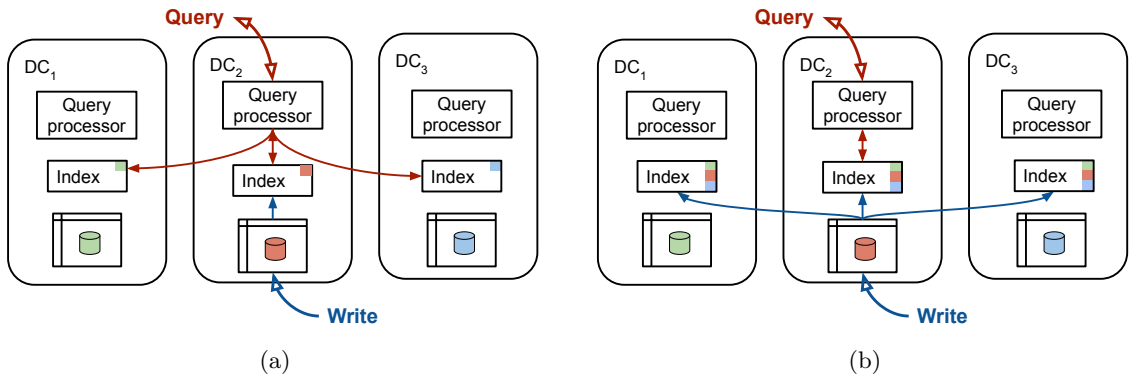 Query
DC1
Query
processor
Index
DC2
Query
processor
Index
DC3
Query
processor
Index
Write
(a)
Query
DC1
Query
processor
Index
DC2
Query
processor
Index
DC3
Query
processor
Index
Write
(b)